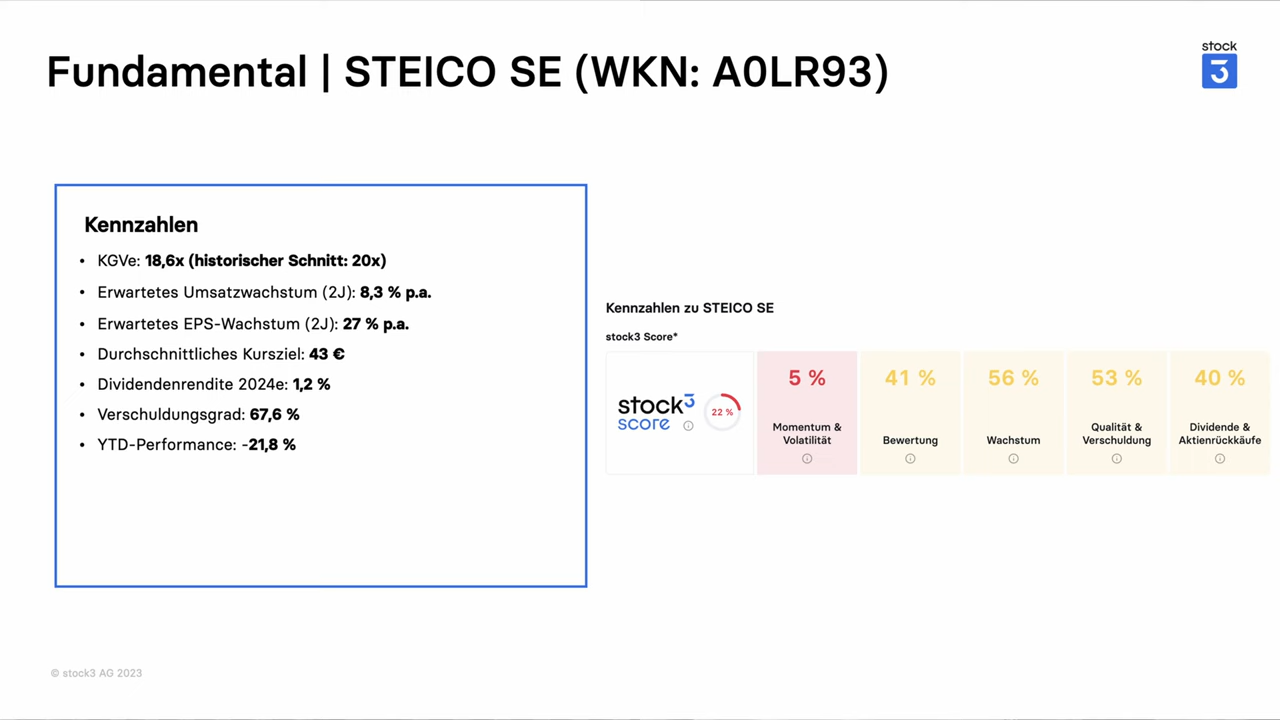 Fundamental | STEICO SE (WKN: A0LR93)
stock
3
Kennzahlen
• KGVe: 18,6x (historischer Schnitt: 20x)
• Erwartetes Umsatzwachstum (2J): 8,3 % p.a.
• Erwartetes EPS-Wachstum (2J): 27 % p.a.
• Durchschnittliches Kursziel: 43 €
• Dividendenrendite 2024e: 1,2 %
• Verschuldungsgrad: 67,6 %
• YTD-Performance: -21,8 %
Kennzahlen zu STEICO SE
stock3 Score*
stock3
score
22 %
5 %
Momentum &
Volatilität
41 %
Bewertung
56 %
Wachstum
53 %
Qualität &
Verschuldung
40 %
Dividende &
Aktienrückkäufe
© stock3 AG 2023